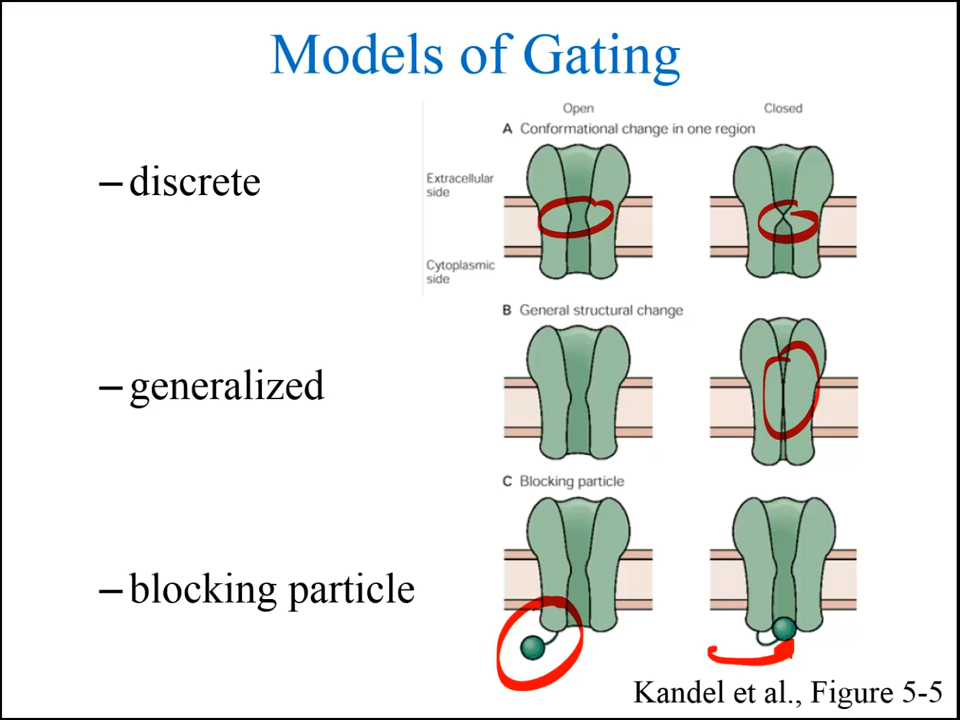 Models of Gating
Open
Closed
A Conformational change in one region
– discrete
Extracellular
side
Cytoplasmic
side
B General structural change
– generalized
C Blocking particle
– blocking particle
Kandel et al., Figure 5-5